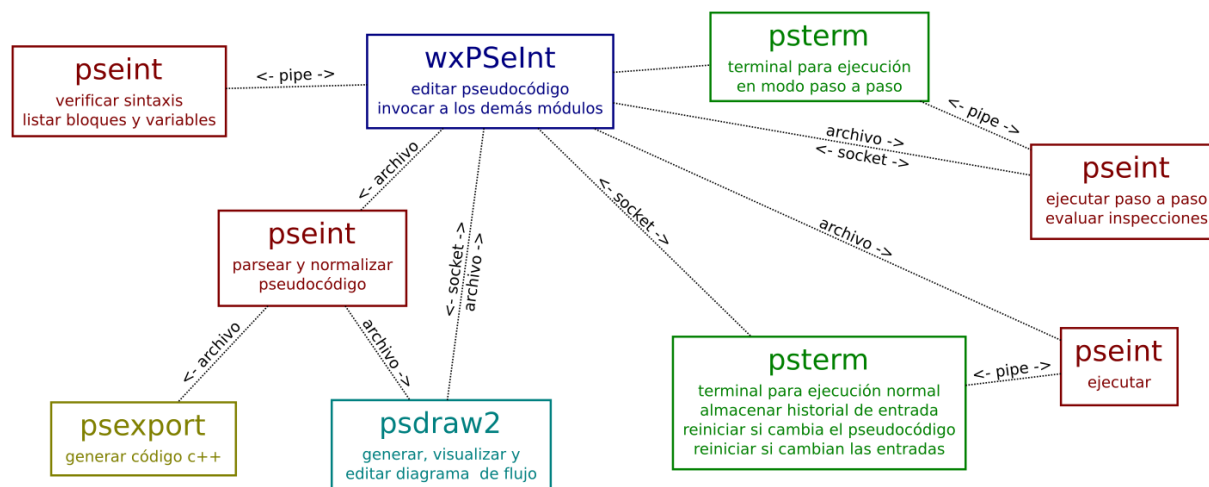 pseint
verificar sintaxis
listar bloques y variables
<- pipe ->
wxPSeInt
editar pseudocódigo
invocar a los demás módulos
psterm
terminal para ejecución
en modo paso a paso
<- pipe ->
archivo ->
<- socket ->
pseint
ejecutar paso a paso
evaluar inspecciones
<- archivo
pseint
parsear y normalizar
pseudocódigo
<- socket ->
archivo ->
<- socket ->
archivo ->
<- archivo
archivo ->
psexport
generar código c++
psdraw2
generar, visualizar y
editar diagrama de flujo
psterm
terminal para ejecución normal
almacenar historial de entrada
reiniciar si cambia el pseudocódigo
reiniciar si cambian las entradas
<- pipe ->
pseint
ejecutar